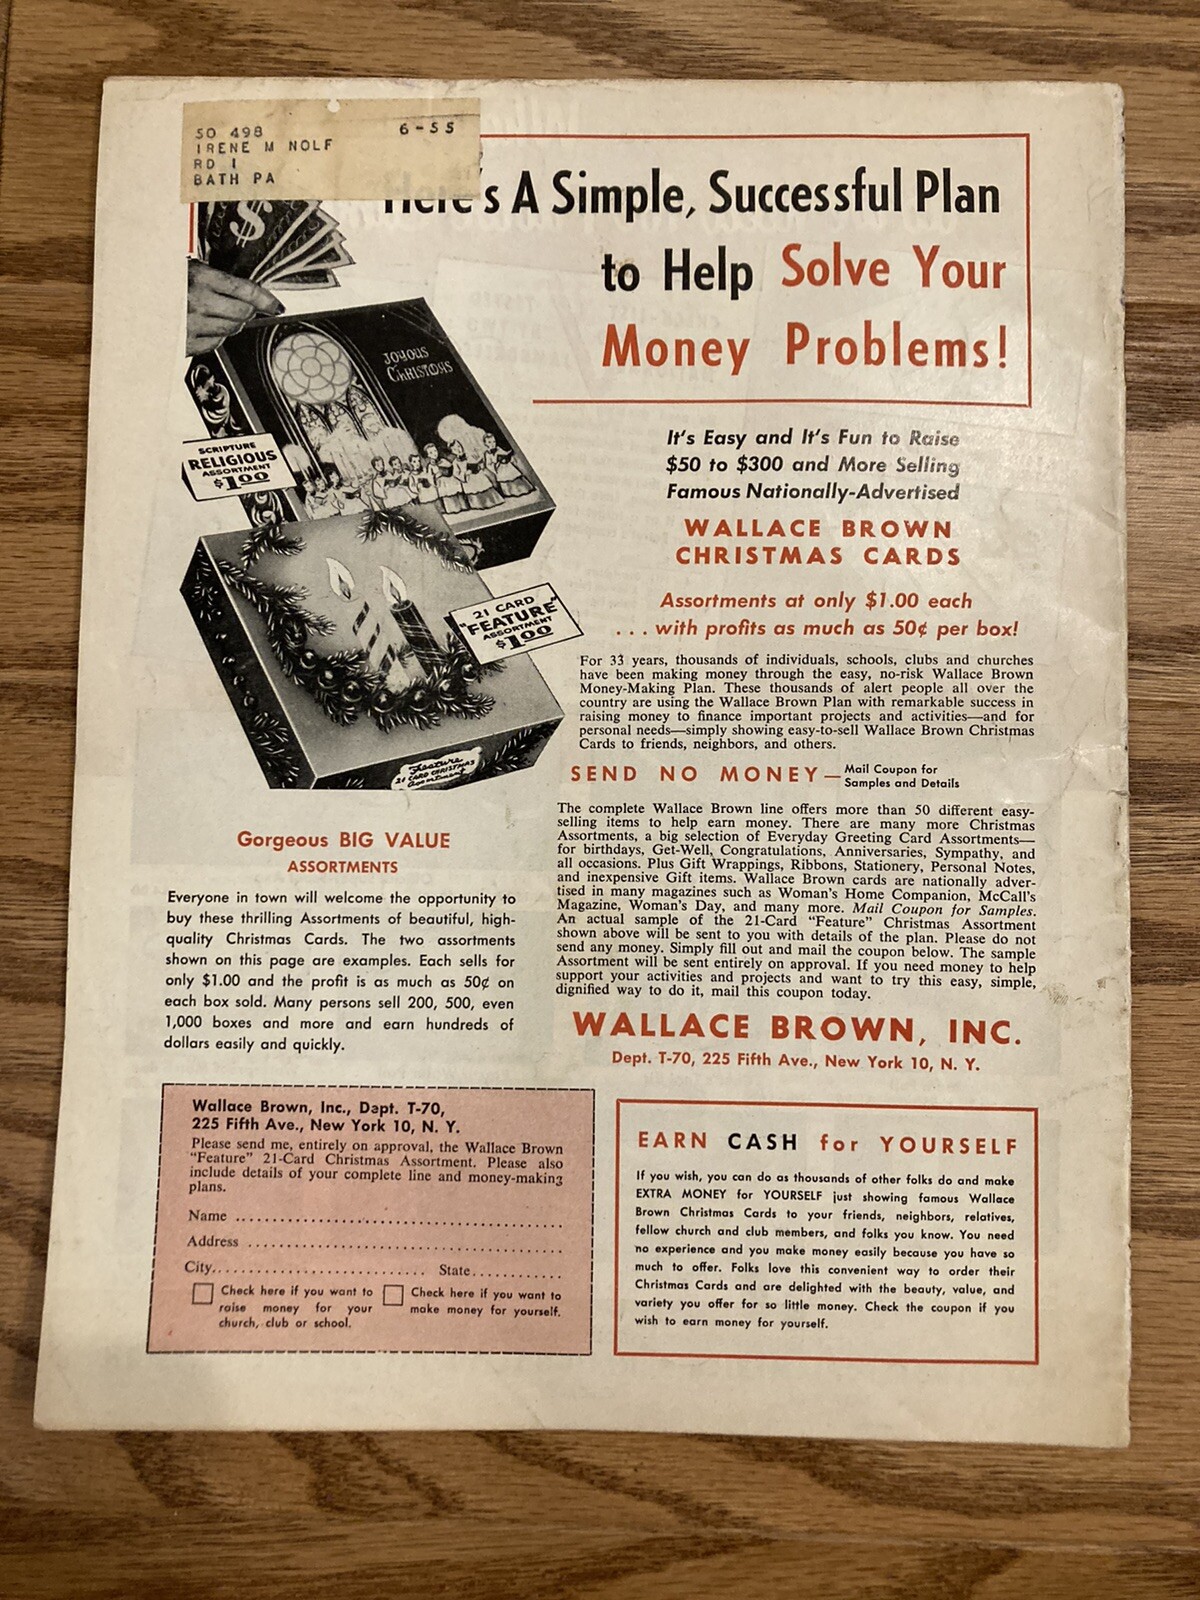 SO 498 6-55
IRENE M NOLF
RD 1
BATH PA
Here's A Simple, Successful Plan
to Help Solve Your
Money Problems!
$
JOYOUS
CHRISTMAS
SCRIPTURE
RELIGIOUS
ASSORTMENT
$1.00
21 CARD
"FEATURE"
ASSORTMENT
$1.00
Feature
21 CARD CHRISTMAS
Assortment
It's Easy and It's Fun to Raise
$50 to $300 and More Selling
Famous Nationally-Advertised
WALLACE BROWN
CHRISTMAS CARDS
Assortments at only $1.00 each
. . . with profits as much as 50¢ per box!
For 33 years, thousands of individuals, schools, clubs and churches
have been making money through the easy, no-risk Wallace Brown
Money-Making Plan. These thousands of alert people all over the
country are using the Wallace Brown Plan with remarkable success in
raising money to finance important projects and activities—and for
personal needs—simply showing easy-to-sell Wallace Brown Christmas
Cards to friends, neighbors, and others.
SEND NO MONEY—Mail Coupon for
Samples and Details
The complete Wallace Brown line offers more than 50 different easy-
selling items to help earn money. There are many more Christmas
Assortments, a big selection of Everyday Greeting Card Assortments—
for birthdays, Get-Well, Congratulations, Anniversaries, Sympathy, and
all occasions. Plus Gift Wrappings, Ribbons, Stationery, Personal Notes,
and inexpensive Gift items. Wallace Brown cards are nationally adver-
tised in many magazines such as Woman's Home Companion, McCall's
Magazine, Woman's Day, and many more. Mail Coupon for Samples.
An actual sample of the 21-Card "Feature" Christmas Assortment
shown above will be sent to you with details of the plan. Please do not
send any money. Simply fill out and mail the coupon below. The sample
Assortment will be sent entirely on approval. If you need money to help
support your activities and projects and want to try this easy, simple,
dignified way to do it, mail this coupon today.
WALLACE BROWN, INC.
Dept. T-70, 225 Fifth Ave., New York 10, N. Y.
Gorgeous BIG VALUE
ASSORTMENTS
Everyone in town will welcome the opportunity to
buy these thrilling Assortments of beautiful, high-
quality Christmas Cards. The two assortments
shown on this page are examples. Each sells for
only $1.00 and the profit is as much as 50¢ on
each box sold. Many persons sell 200, 500, even
1,000 boxes and more and earn hundreds of
dollars easily and quickly.
Wallace Brown, Inc., Dept. T-70,
225 Fifth Ave., New York 10, N. Y.
Please send me, entirely on approval, the Wallace Brown
"Feature" 21-Card Christmas Assortment. Please also
include details of your complete line and money-making
plans.
Name ..................................................
Address ..................................................
City.............................. State............
Check here if you want to
raise money for your
church, club or school.
Check here if you want to
make money for yourself.
EARN CASH for YOURSELF
If you wish, you can do as thousands of other folks do and make
EXTRA MONEY for YOURSELF just showing famous Wallace
Brown Christmas Cards to your friends, neighbors, relatives,
fellow church and club members, and folks you know. You need
no experience and you make money easily because you have so
much to offer. Folks love this convenient way to order their
Christmas Cards and are delighted with the beauty, value, and
variety you offer for so little money. Check the coupon if you
wish to earn money for yourself.